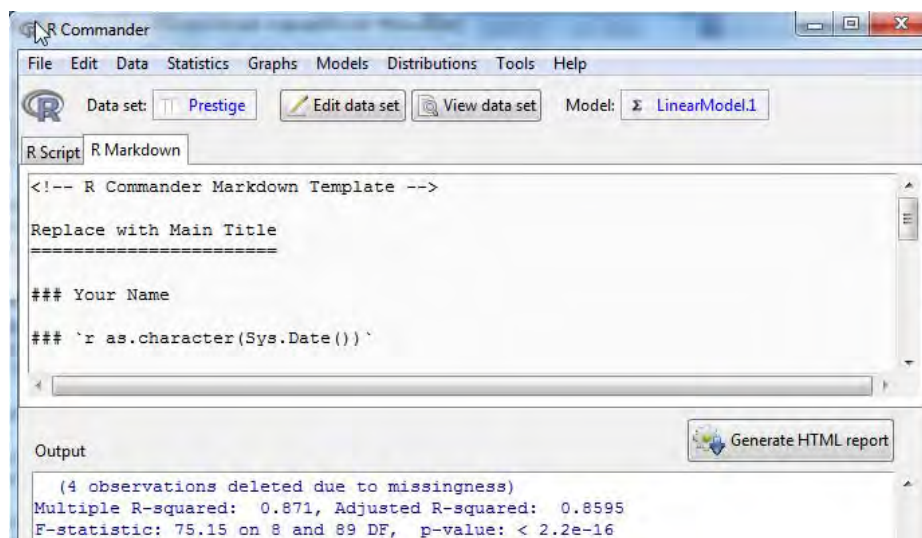 R Commander
File Edit Data Statistics Graphs Models Distributions Tools Help
R Data set: Prestige Edit data set View data set Model: Σ LinearModel.1
R Script R Markdown
<!-- R Commander Markdown Template -->
Replace with Main Title
=======================
### Your Name
### `r as.character(Sys.Date())`
Generate HTML report
Output
(4 observations deleted due to missingness)
Multiple R-squared:  0.871, Adjusted R-squared:  0.8595
F-statistic: 75.15 on 8 and 89 DF,  p-value: < 2.2e-16